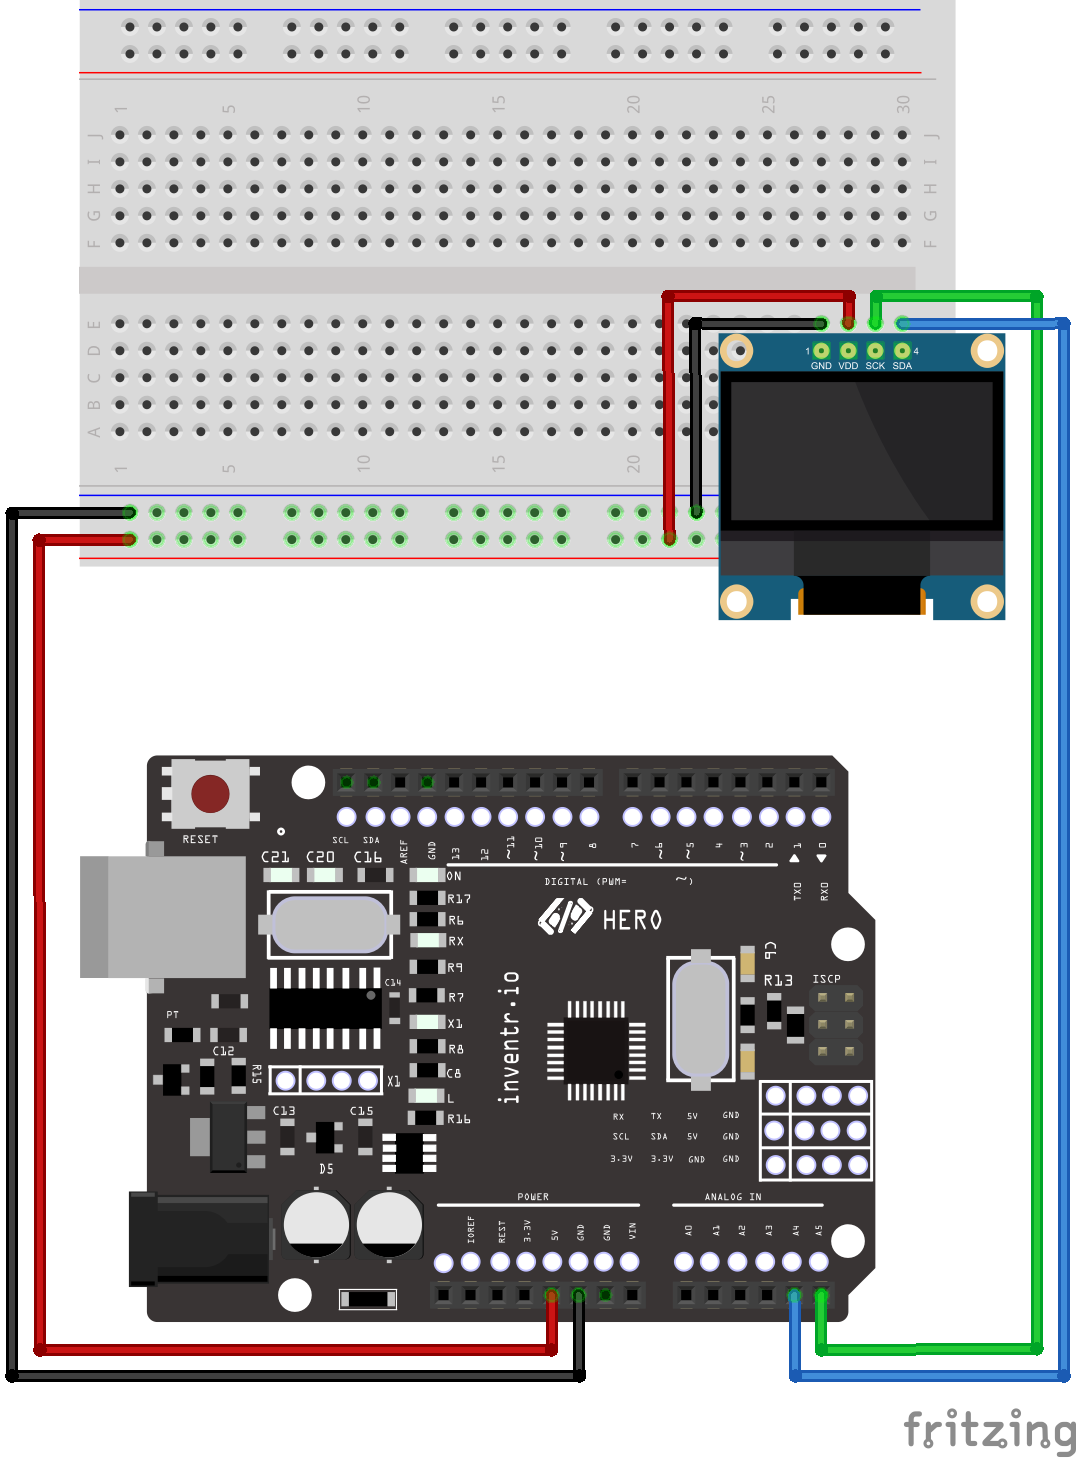 1 5 10 15 20 25 30
J J
I I
H H
G G
F F
E
D
C
B
A
1 GND VDD SCK SDA 4
1 5 10 15 20
RESET
SCL SDA AREF GND 13 12 ~11 ~10 ~9 8 7 ~6 ~5 4 ~3 2 1 0
TX0 RX0
C21 C20 C16
ON
DIGITAL (PWM= ~)
R17
R6
HERO
RX
C9
R9
R13 ISCP
C14
R7
inventr.io
PT
X1
C12
R8
R15
C8
X1
L
C13 C15
R16
RX TX 5V GND
SCL SDA 5V GND
3.3V 3.3V GND GND
D5
POWER
ANALOG IN
IOREF REST 3.3V 5V GND GND VIN A0 A1 A2 A3 A4 A5
fritzing